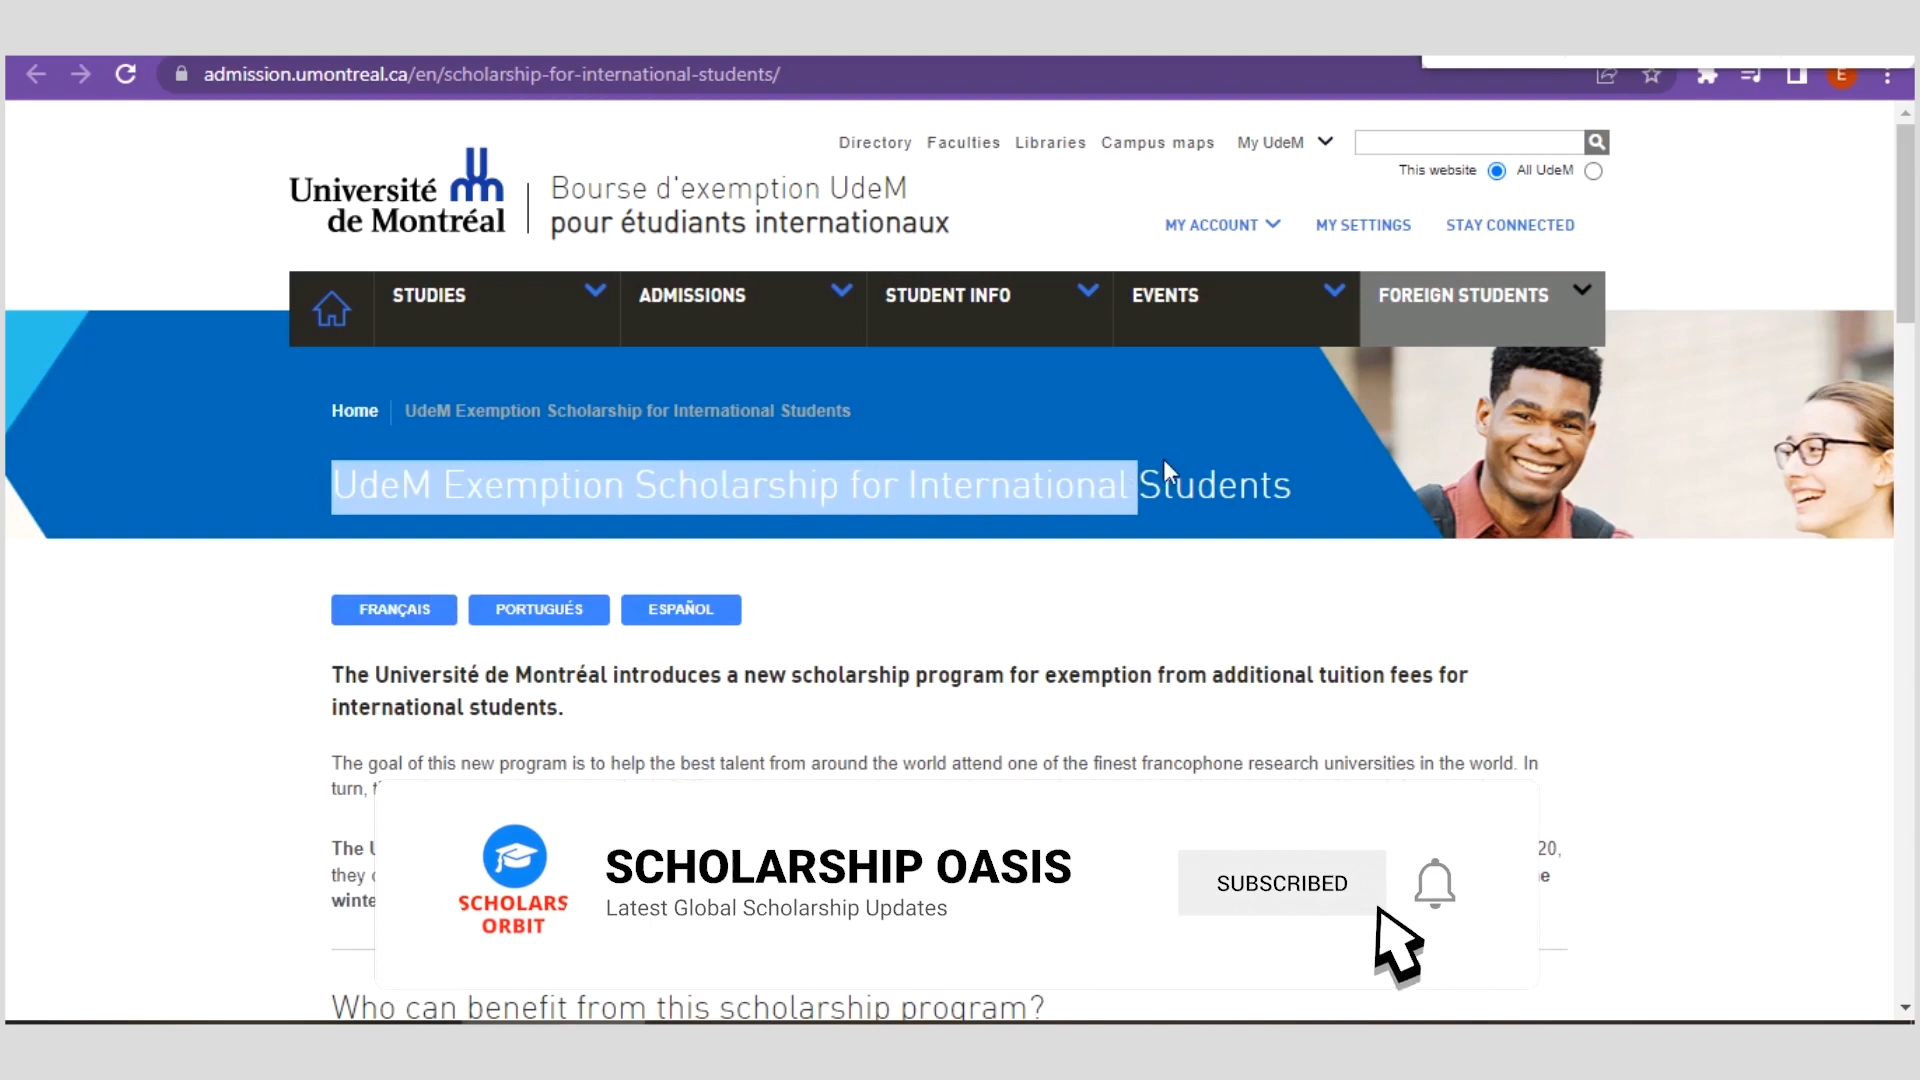 admission.umontreal.ca/en/scholarship-for-international-students/
E
Directory Faculties Libraries Campus maps My UdeM
This website All UdeM
Université
de Montréal
Bourse d'exemption UdeM
pour étudiants internationaux
MY ACCOUNT MY SETTINGS STAY CONNECTED
STUDIES ADMISSIONS STUDENT INFO EVENTS FOREIGN STUDENTS
Home UdeM Exemption Scholarship for International Students
UdeM Exemption Scholarship for International Students
FRANÇAIS PORTUGUÉS ESPAÑOL
The Université de Montréal introduces a new scholarship program for exemption from additional tuition fees for
international students.
The goal of this new program is to help the best talent from around the world attend one of the finest francophone research universities in the world. In
turn,
The 20,
they
winte
SCHOLARS
ORBIT
SCHOLARSHIP OASIS
Latest Global Scholarship Updates
SUBSCRIBED
Who can benefit from this scholarship program?